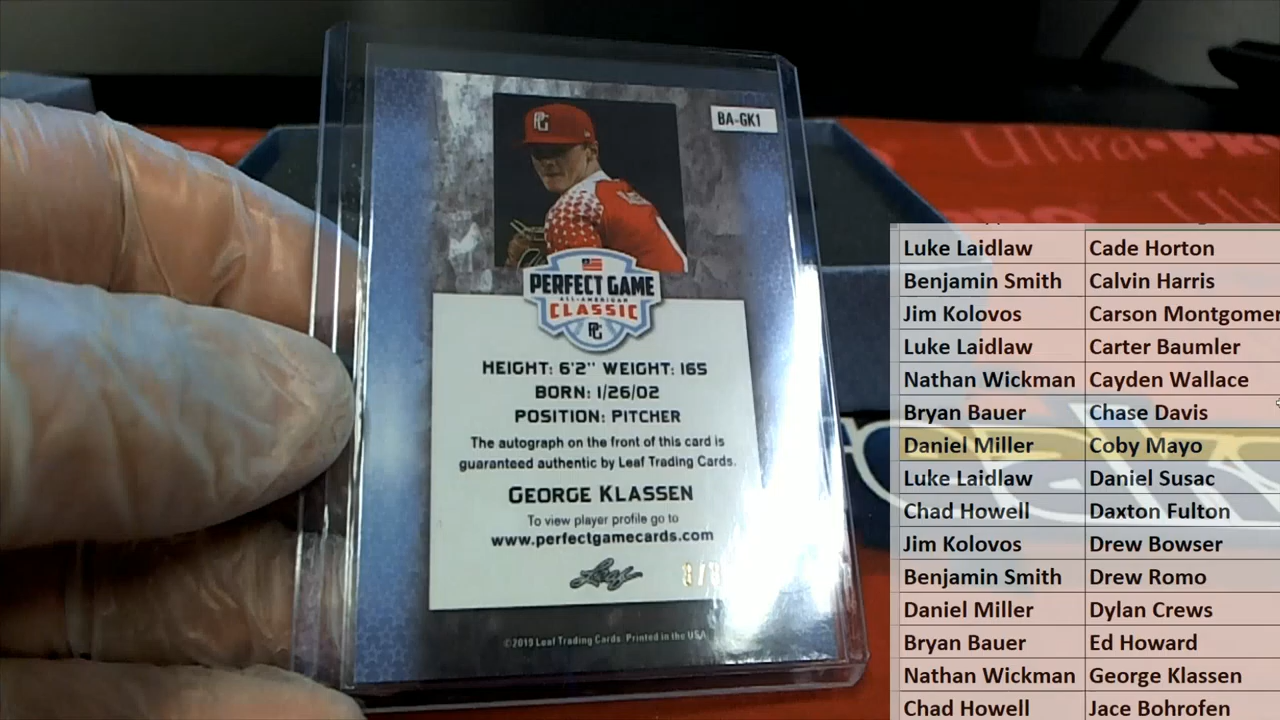 BA-GK1
PG
PERFECT GAME
ALL-AMERICAN
CLASSIC
PG
HEIGHT: 6'2" WEIGHT: 165
BORN: 1/26/02
POSITION: PITCHER
The autograph on the front of this card is
guaranteed authentic by Leaf Trading Cards.
GEORGE KLASSEN
To view player profile go to
www.perfectgamecards.com
Leaf
©2019 Leaf Trading Cards. Printed in the USA
Ultra•PRO
Luke Laidlaw Cade Horton
Benjamin Smith Calvin Harris
Jim Kolovos Carson Montgomer
Luke Laidlaw Carter Baumler
Nathan Wickman Cayden Wallace
Bryan Bauer Chase Davis
Daniel Miller Coby Mayo
Luke Laidlaw Daniel Susac
Chad Howell Daxton Fulton
Jim Kolovos Drew Bowser
Benjamin Smith Drew Romo
Daniel Miller Dylan Crews
Bryan Bauer Ed Howard
Nathan Wickman George Klassen
Chad Howell Jace Bohrofen